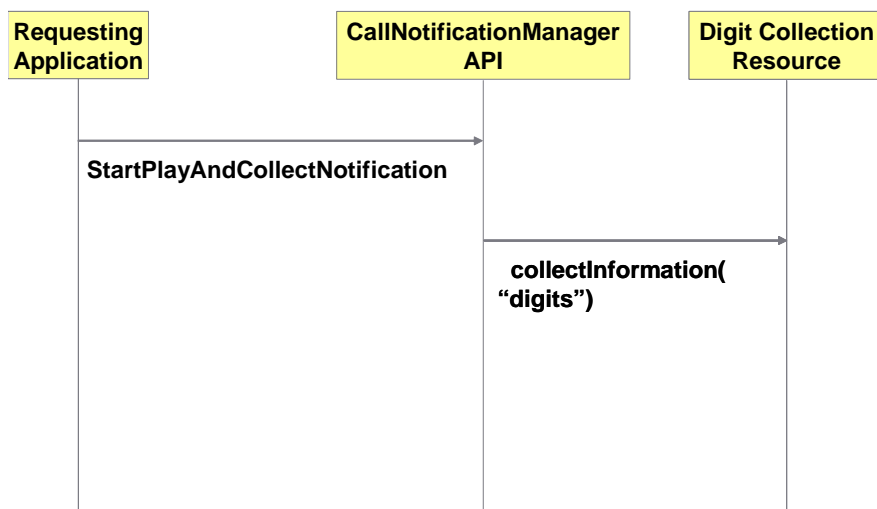 Requesting
Application
CallNotificationManager
API
Digit Collection
Resource
StartPlayAndCollectNotification
collectInformation(
“digits”)